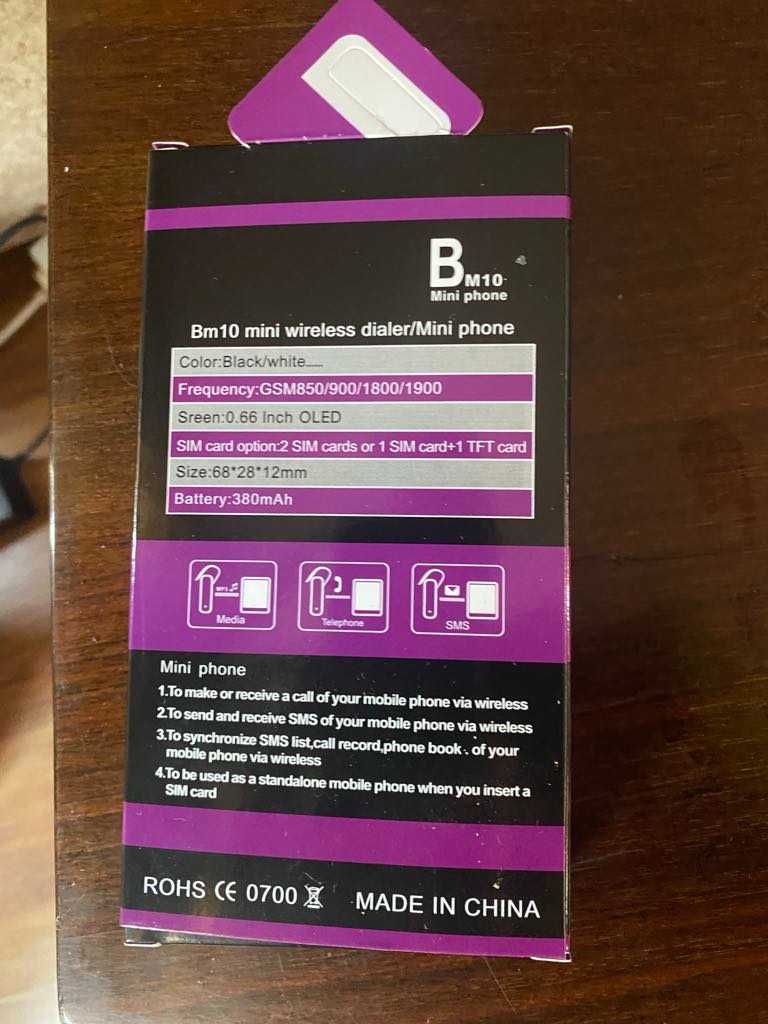 BM10
Mini phone
Bm10 mini wireless dialer/Mini phone
Color:Black/white......
Frequency:GSM850/900/1800/1900
Sreen:0.66 Inch OLED
SIM card option:2 SIM cards or 1 SIM card+1 TFT card
Size:68*28*12mm
Battery:380mAh
MP3
Media
Telephone
SMS
Mini phone
1.To make or receive a call of your mobile phone via wireless
2.To send and receive SMS of your mobile phone via wireless
3.To synchronize SMS list,call record,phone book . of your
mobile phone via wireless
4.To be used as a standalone mobile phone when you insert a
SIM card
ROHS CE 0700
MADE IN CHINA